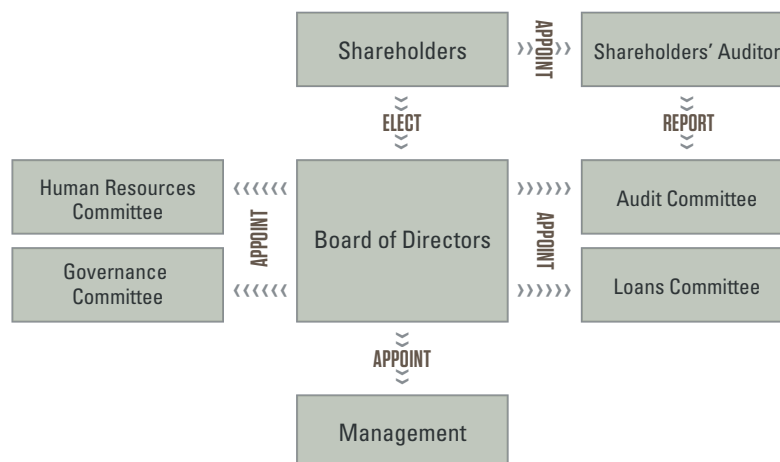 Shareholders
APPOINT
Shareholders' Auditor
ELECT
REPORT
Human Resources
Committee
APPOINT
Governance
Committee
Board of Directors
APPOINT
Audit Committee
Loans Committee
APPOINT
Management